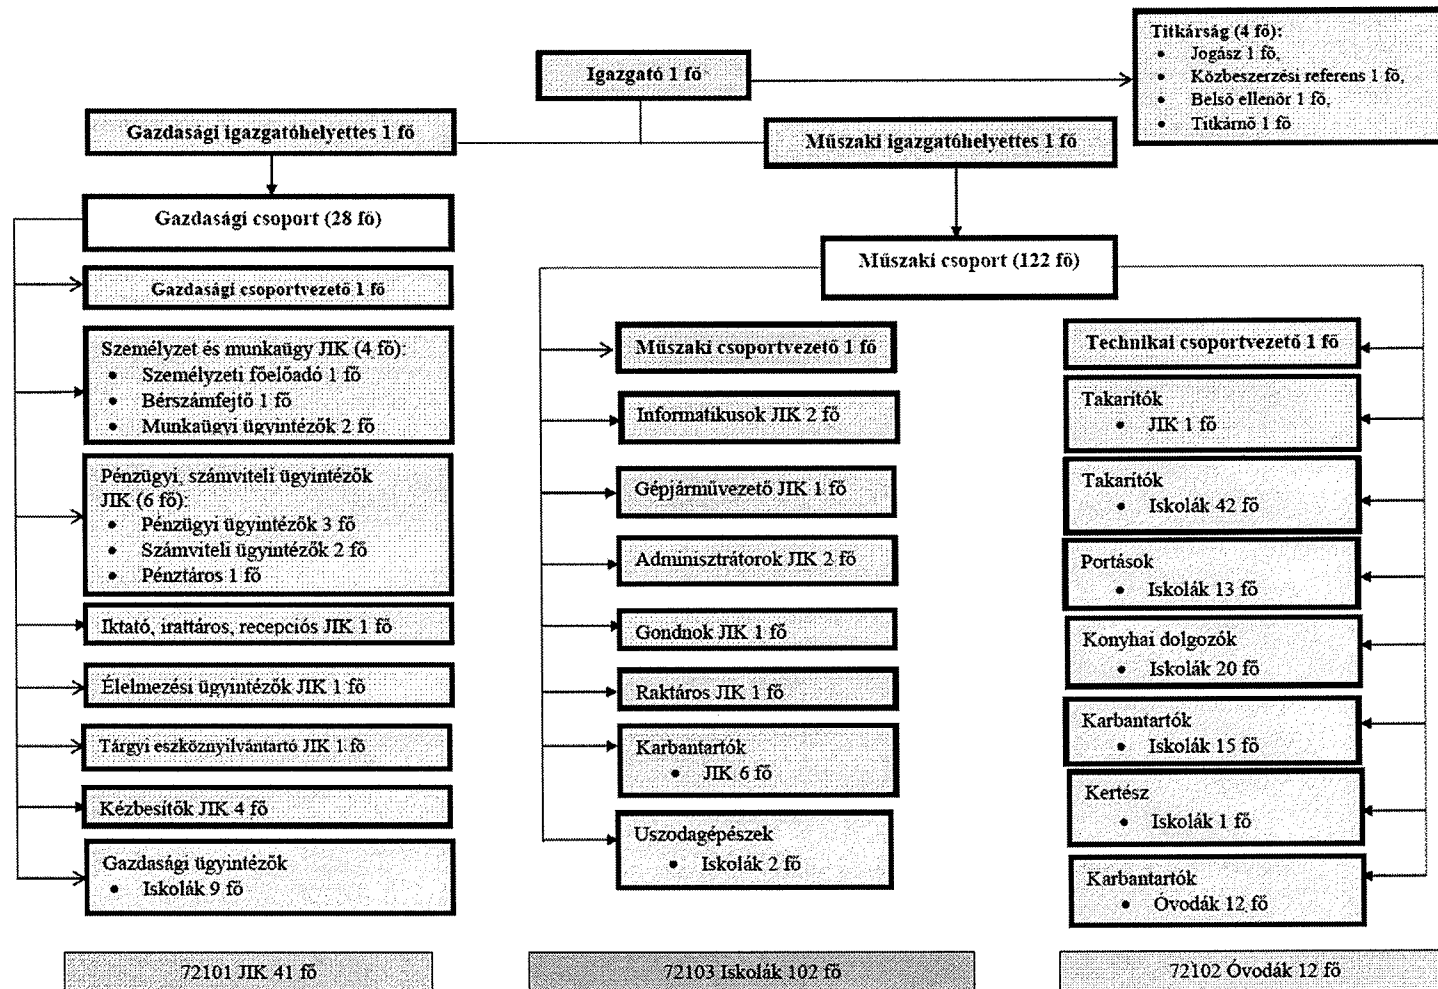 Igazgató 1 fő
Titkárság (4 fő):
• Jogász 1 fő,
• Közbeszerzési referens 1 fő,
• Belső ellenőr 1 fő,
• Titkárnő 1 fő
Gazdasági igazgatóhelyettes 1 fő
Műszaki igazgatóhelyettes 1 fő
Gazdasági csoport (28 fő)
Gazdasági csoportvezető 1 fő
Személyzet és munkaügy JIK (4 fő):
• Személyzeti főelőadó 1 fő
• Bérszámfejtő 1 fő
• Munkaügyi ügyintézők 2 fő
Pénzügyi, számviteli ügyintézők
JIK (6 fő):
• Pénzügyi ügyintézők 3 fő
• Számviteli ügyintézők 2 fő
• Pénztáros 1 fő
Iktató, irattáros, recepciós JIK 1 fő
Élelmezési ügyintézők JIK 1 fő
Tárgyi eszköznyilvántartó JIK 1 fő
Kézbesítők JIK 4 fő
Gazdasági ügyintézők
• Iskolák 9 fő
Műszaki csoport (122 fő)
Műszaki csoportvezető 1 fő
Informatikusok JIK 2 fő
Gépjárművezető JIK 1 fő
Adminisztrátorok JIK 2 fő
Gondnok JIK 1 fő
Raktáros JIK 1 fő
Karbantartók
• JIK 6 fő
Uszodagépészek
• Iskolák 2 fő
Technikai csoportvezető 1 fő
Takarítók
• JIK 1 fő
Takarítók
• Iskolák 42 fő
Portások
• Iskolák 13 fő
Konyhai dolgozók
• Iskolák 20 fő
Karbantartók
• Iskolák 15 fő
Kertész
• Iskolák 1 fő
Karbantartók
• Óvodák 12 fő
72101 JIK 41 fő
72103 Iskolák 102 fő
72102 Óvodák 12 fő